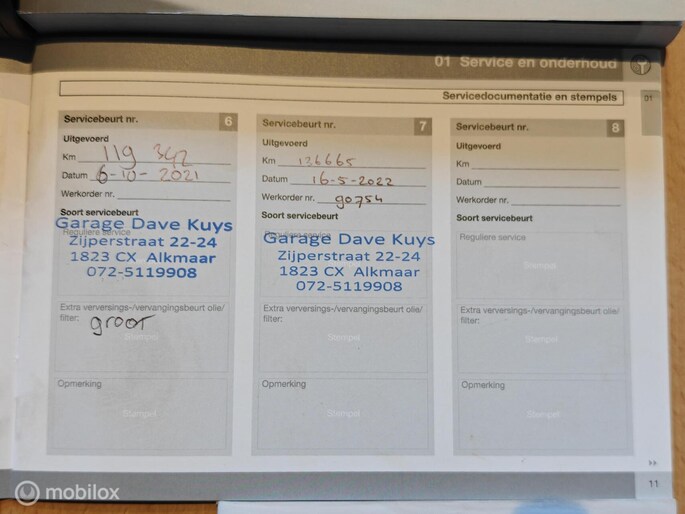 01 Service en onderhoud
Servicedocumentatie en stempels
01
Servicebeurt nr. 6
Uitgevoerd
Km 119 342
Datum 6-10-2021
Werkorder nr.
Soort servicebeurt
Reguliere service
Garage Dave Kuys
Zijperstraat 22-24
1823 CX Alkmaar
072-5119908
Extra verversings-/vervangingsbeurt olie/
filter: groot
Stempel
Opmerking
Stempel
Servicebeurt nr. 7
Uitgevoerd
Km 136665
Datum 16-5-2022
Werkorder nr. 90754
Soort servicebeurt
Reguliere service
Garage Dave Kuys
Zijperstraat 22-24
1823 CX Alkmaar
072-5119908
Extra verversings-/vervangingsbeurt olie/
filter:
Stempel
Opmerking
Stempel
Servicebeurt nr. 8
Uitgevoerd
Km
Datum
Werkorder nr.
Soort servicebeurt
Reguliere service
Stempel
Extra verversings-/vervangingsbeurt olie/
filter:
Stempel
Opmerking
Stempel
11
mobilox